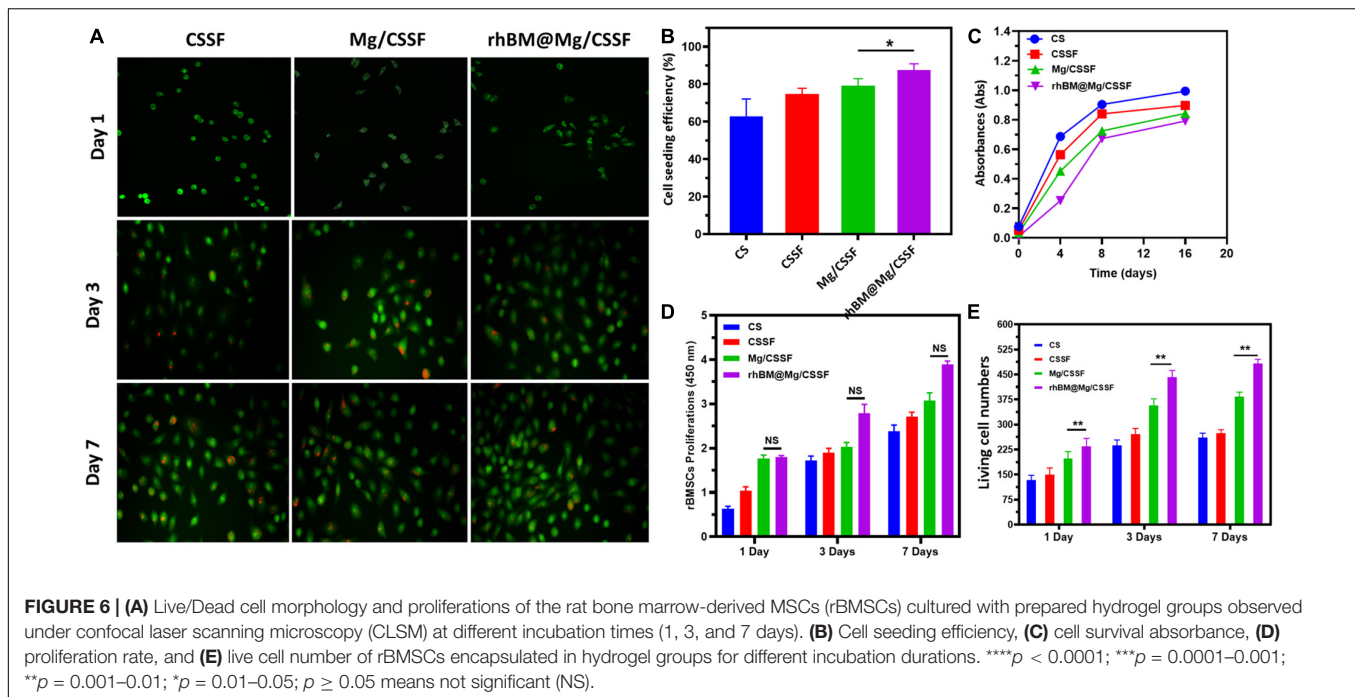 A
CSSF
Mg/CSSF
rhBM@Mg/CSSF
Day 1
Day 3
Day 7
B
Cell seeding efficiency (%)
100
80
60
40
20
0
*
CS
CSSF
Mg/CSSF
rhBM@Mg/CSSF
C
Absorbances (Abs)
1.4
1.2
1.0
0.8
0.6
0.4
0.2
0.0
CS
CSSF
Mg/CSSF
rhBM@Mg/CSSF
0 4 8 12 16 20
Time (days)
D
rBMSCs Proliferations (450 nm)
5
4
3
2
1
0
CS
CSSF
Mg/CSSF
rhBM@Mg/CSSF
NS
NS
NS
1 Day 3 Days 7 Days
E
Living cell numbers
600
525
450
375
300
225
150
75
0
CS
CSSF
Mg/CSSF
rhBM@Mg/CSSF
**
**
**
1 Day 3 Days 7 Days
FIGURE 6 | (A) Live/Dead cell morphology and proliferations of the rat bone marrow-derived MSCs (rBMSCs) cultured with prepared hydrogel groups observed
under confocal laser scanning microscopy (CLSM) at different incubation times (1, 3, and 7 days). (B) Cell seeding efficiency, (C) cell survival absorbance, (D)
proliferation rate, and (E) live cell number of rBMSCs encapsulated in hydrogel groups for different incubation durations. ****p < 0.0001; ***p = 0.0001–0.001;
**p = 0.001–0.01; *p = 0.01–0.05; p ≥ 0.05 means not significant (NS).